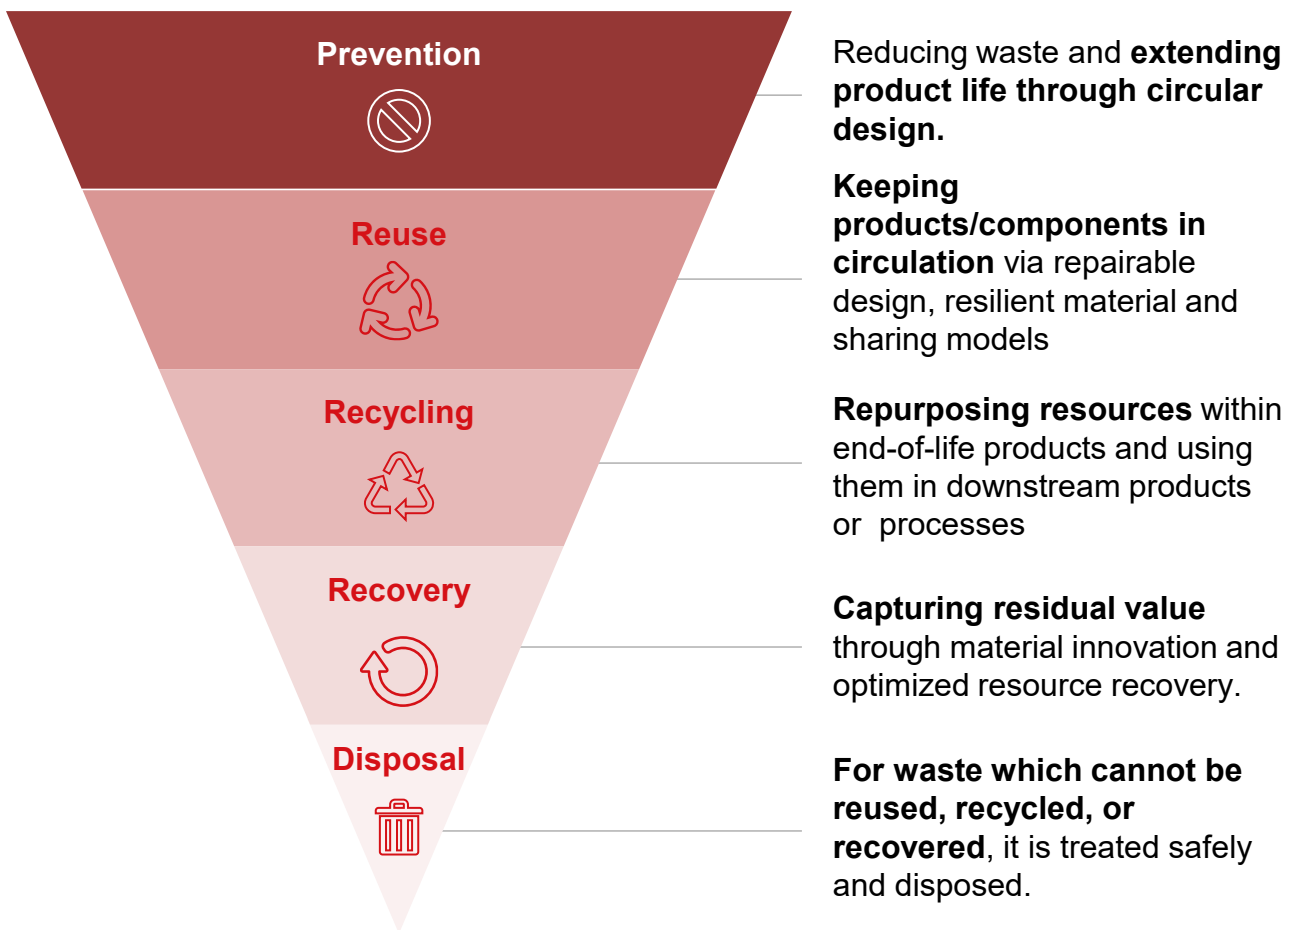 Prevention
Reducing waste and extending
product life through circular
design.
Reuse
Keeping
products/components in
circulation via repairable
design, resilient material and
sharing models
Recycling
Repurposing resources within
end-of-life products and using
them in downstream products
or  processes
Recovery
Capturing residual value
through material innovation and
optimized resource recovery.
Disposal
For waste which cannot be
reused, recycled, or
recovered, it is treated safely
and disposed.